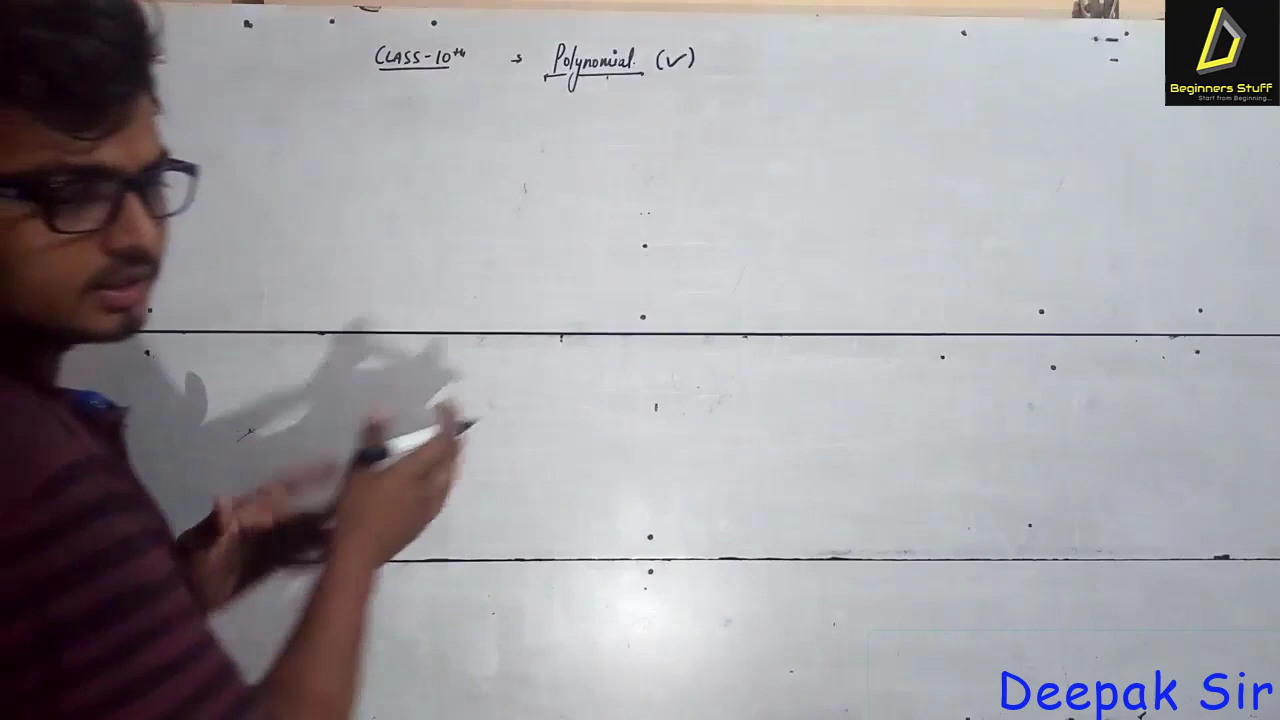 CLASS-10th → Polynomial (✓)
Beginners Stuff
Start from Beginning...
Deepak Sir